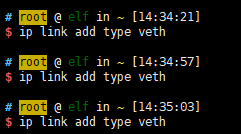 # root @ elf in ~ [14:34:21]
$ ip link add type veth
# root @ elf in ~ [14:34:57]
$ ip link add type veth
# root @ elf in ~ [14:35:03]
$ ip link add type veth